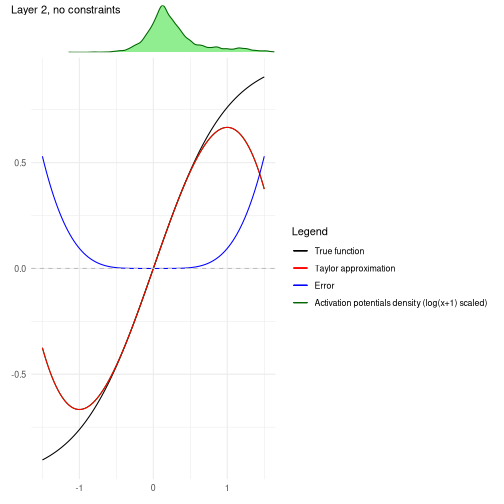 Layer 2, no constraints
0.5
0.0
-0.5
-1
0
1
Legend
True function
Taylor approximation
Error
Activation potentials density (log(x+1) scaled)